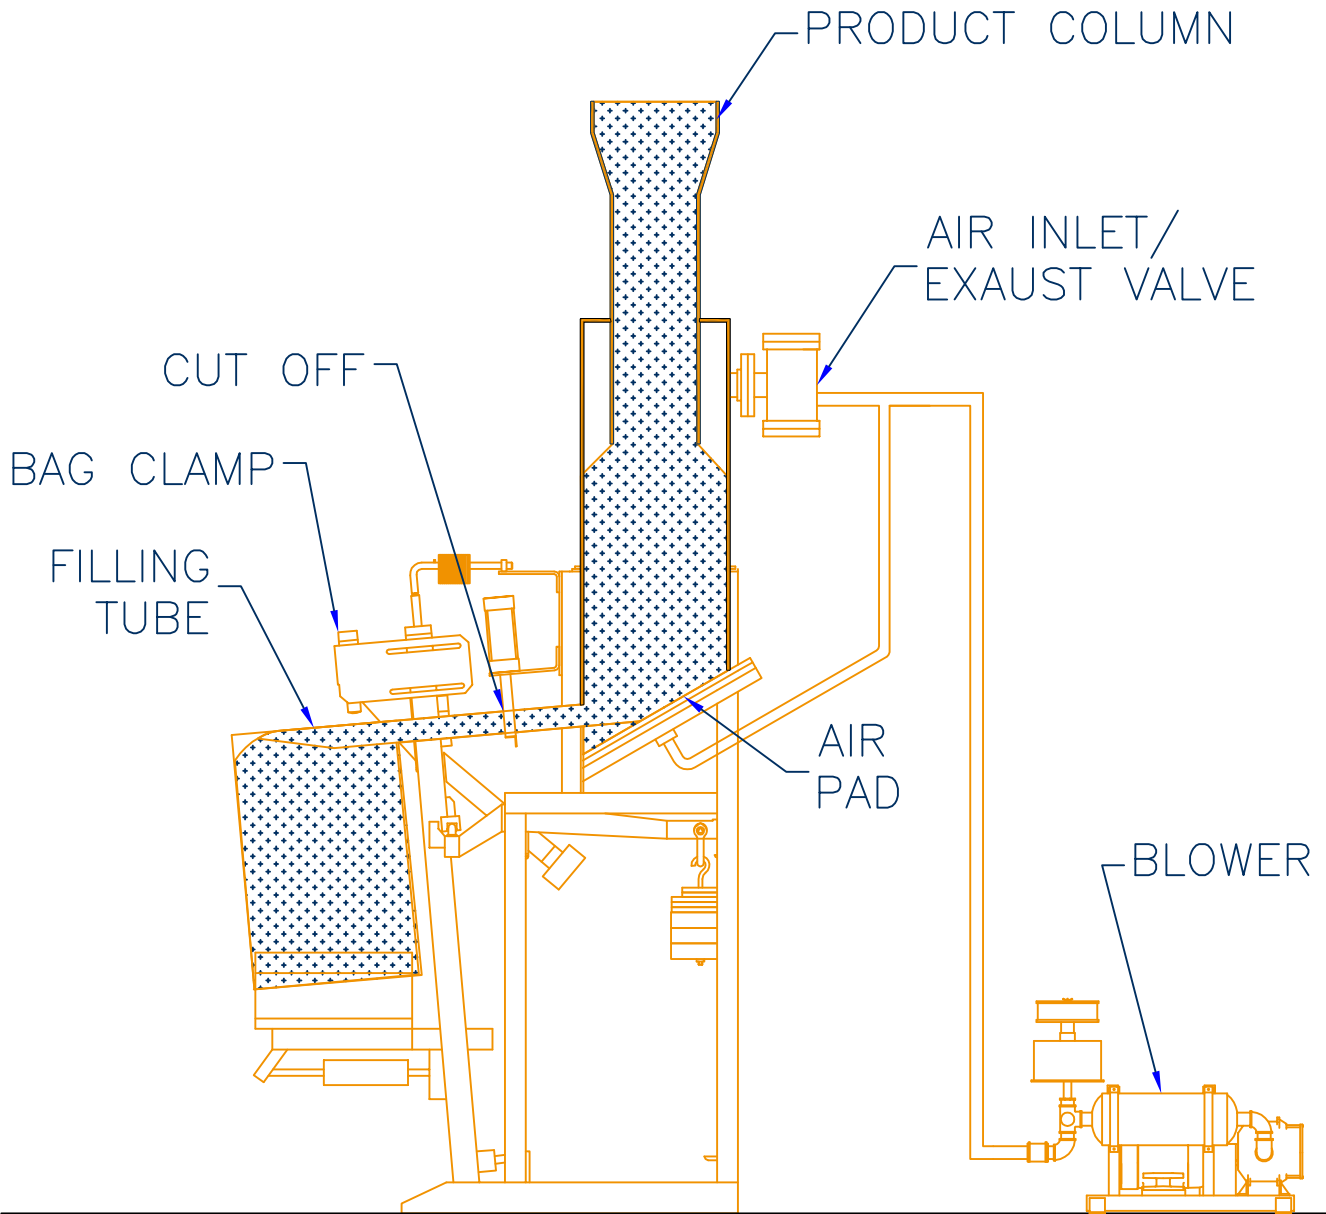 PRODUCT COLUMN
AIR INLET/
EXAUST VALVE
CUT OFF
BAG CLAMP
FILLING
TUBE
AIR
PAD
BLOWER